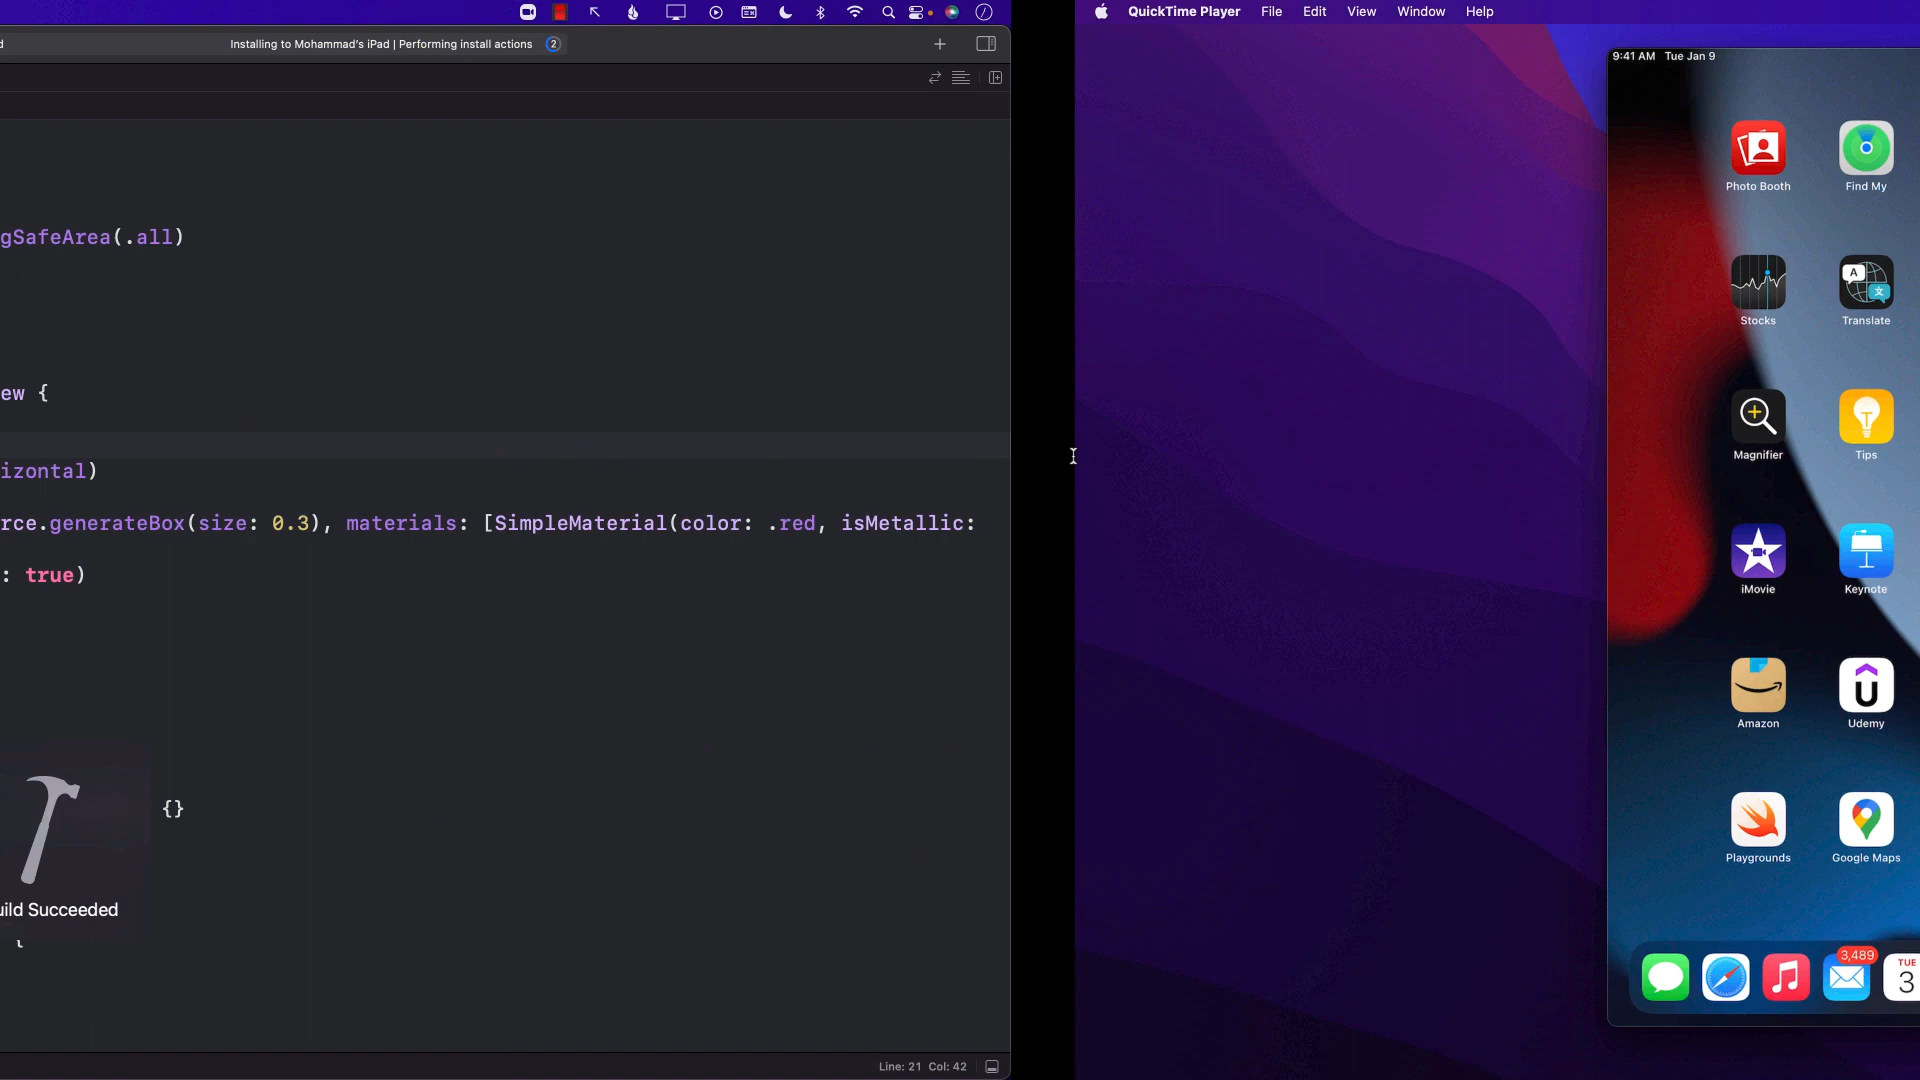 d
Installing to Mohammad's iPad | Performing install actions
2
gSafeArea(.all)
ew {
izontal)
rce.generateBox(size: 0.3), materials: [SimpleMaterial(color: .red, isMetallic:
: true)
{}
uild Succeeded
{
Line: 21 Col: 42
QuickTime Player File Edit View Window Help
9:41 AM Tue Jan 9
Photo Booth
Find My
Stocks
Translate
Magnifier
Tips
iMovie
Keynote
Amazon
Udemy
Playgrounds
Google Maps
3,489
TUE
3